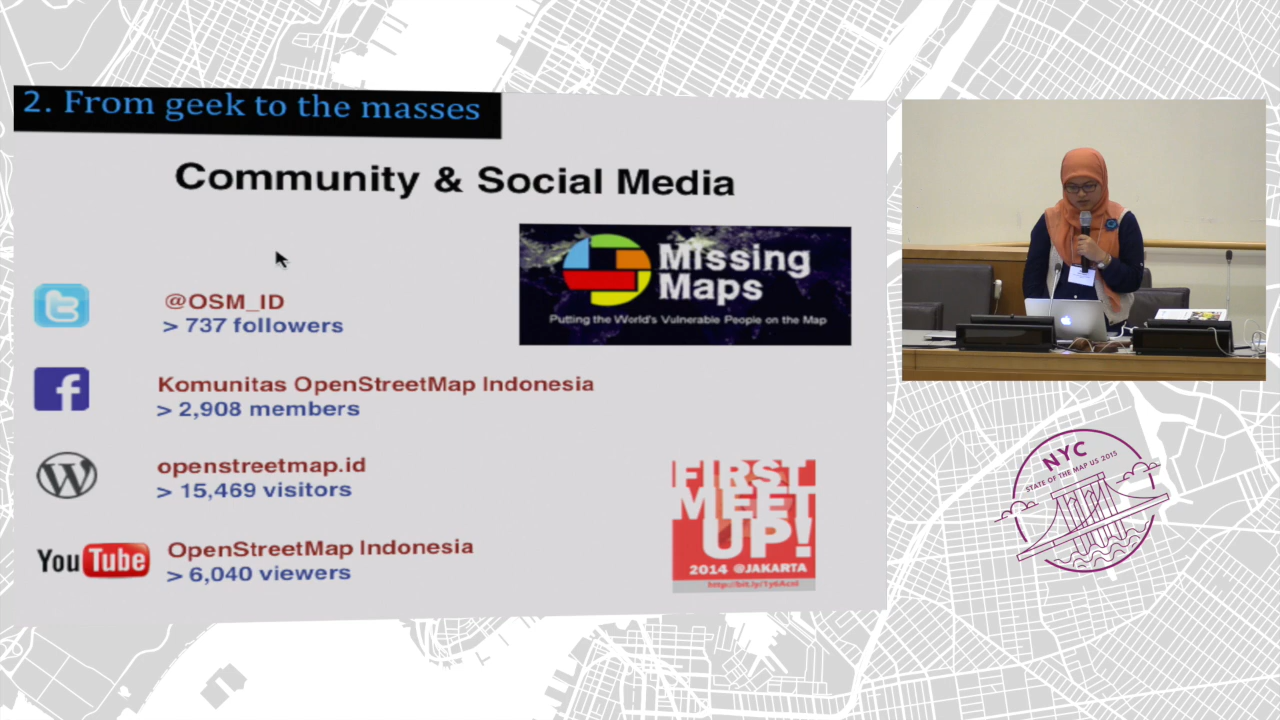 2. From geek to the masses
Community & Social Media
Missing
Maps
Putting the World's Vulnerable People on the Map
@OSM_ID
> 737 followers
Komunitas OpenStreetMap Indonesia
> 2,908 members
openstreetmap.id
> 15,469 visitors
You Tube
OpenStreetMap Indonesia
> 6,040 viewers
FIRST
MEET
UP!
2014 @JAKARTA
NYC
STATE OF THE MAP US 2015